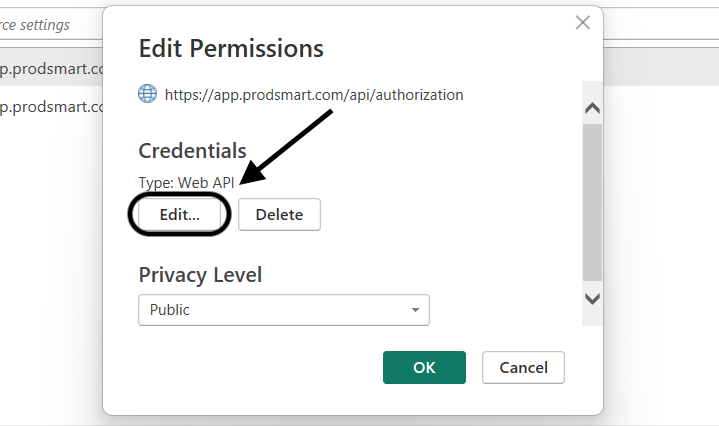 rce settings
p.prodsmart.co
p.prodsmart.co
Edit Permissions
https://app.prodsmart.com/api/authorization
Credentials
Type: Web API
Edit...
Delete
Privacy Level
Public
OK
Cancel